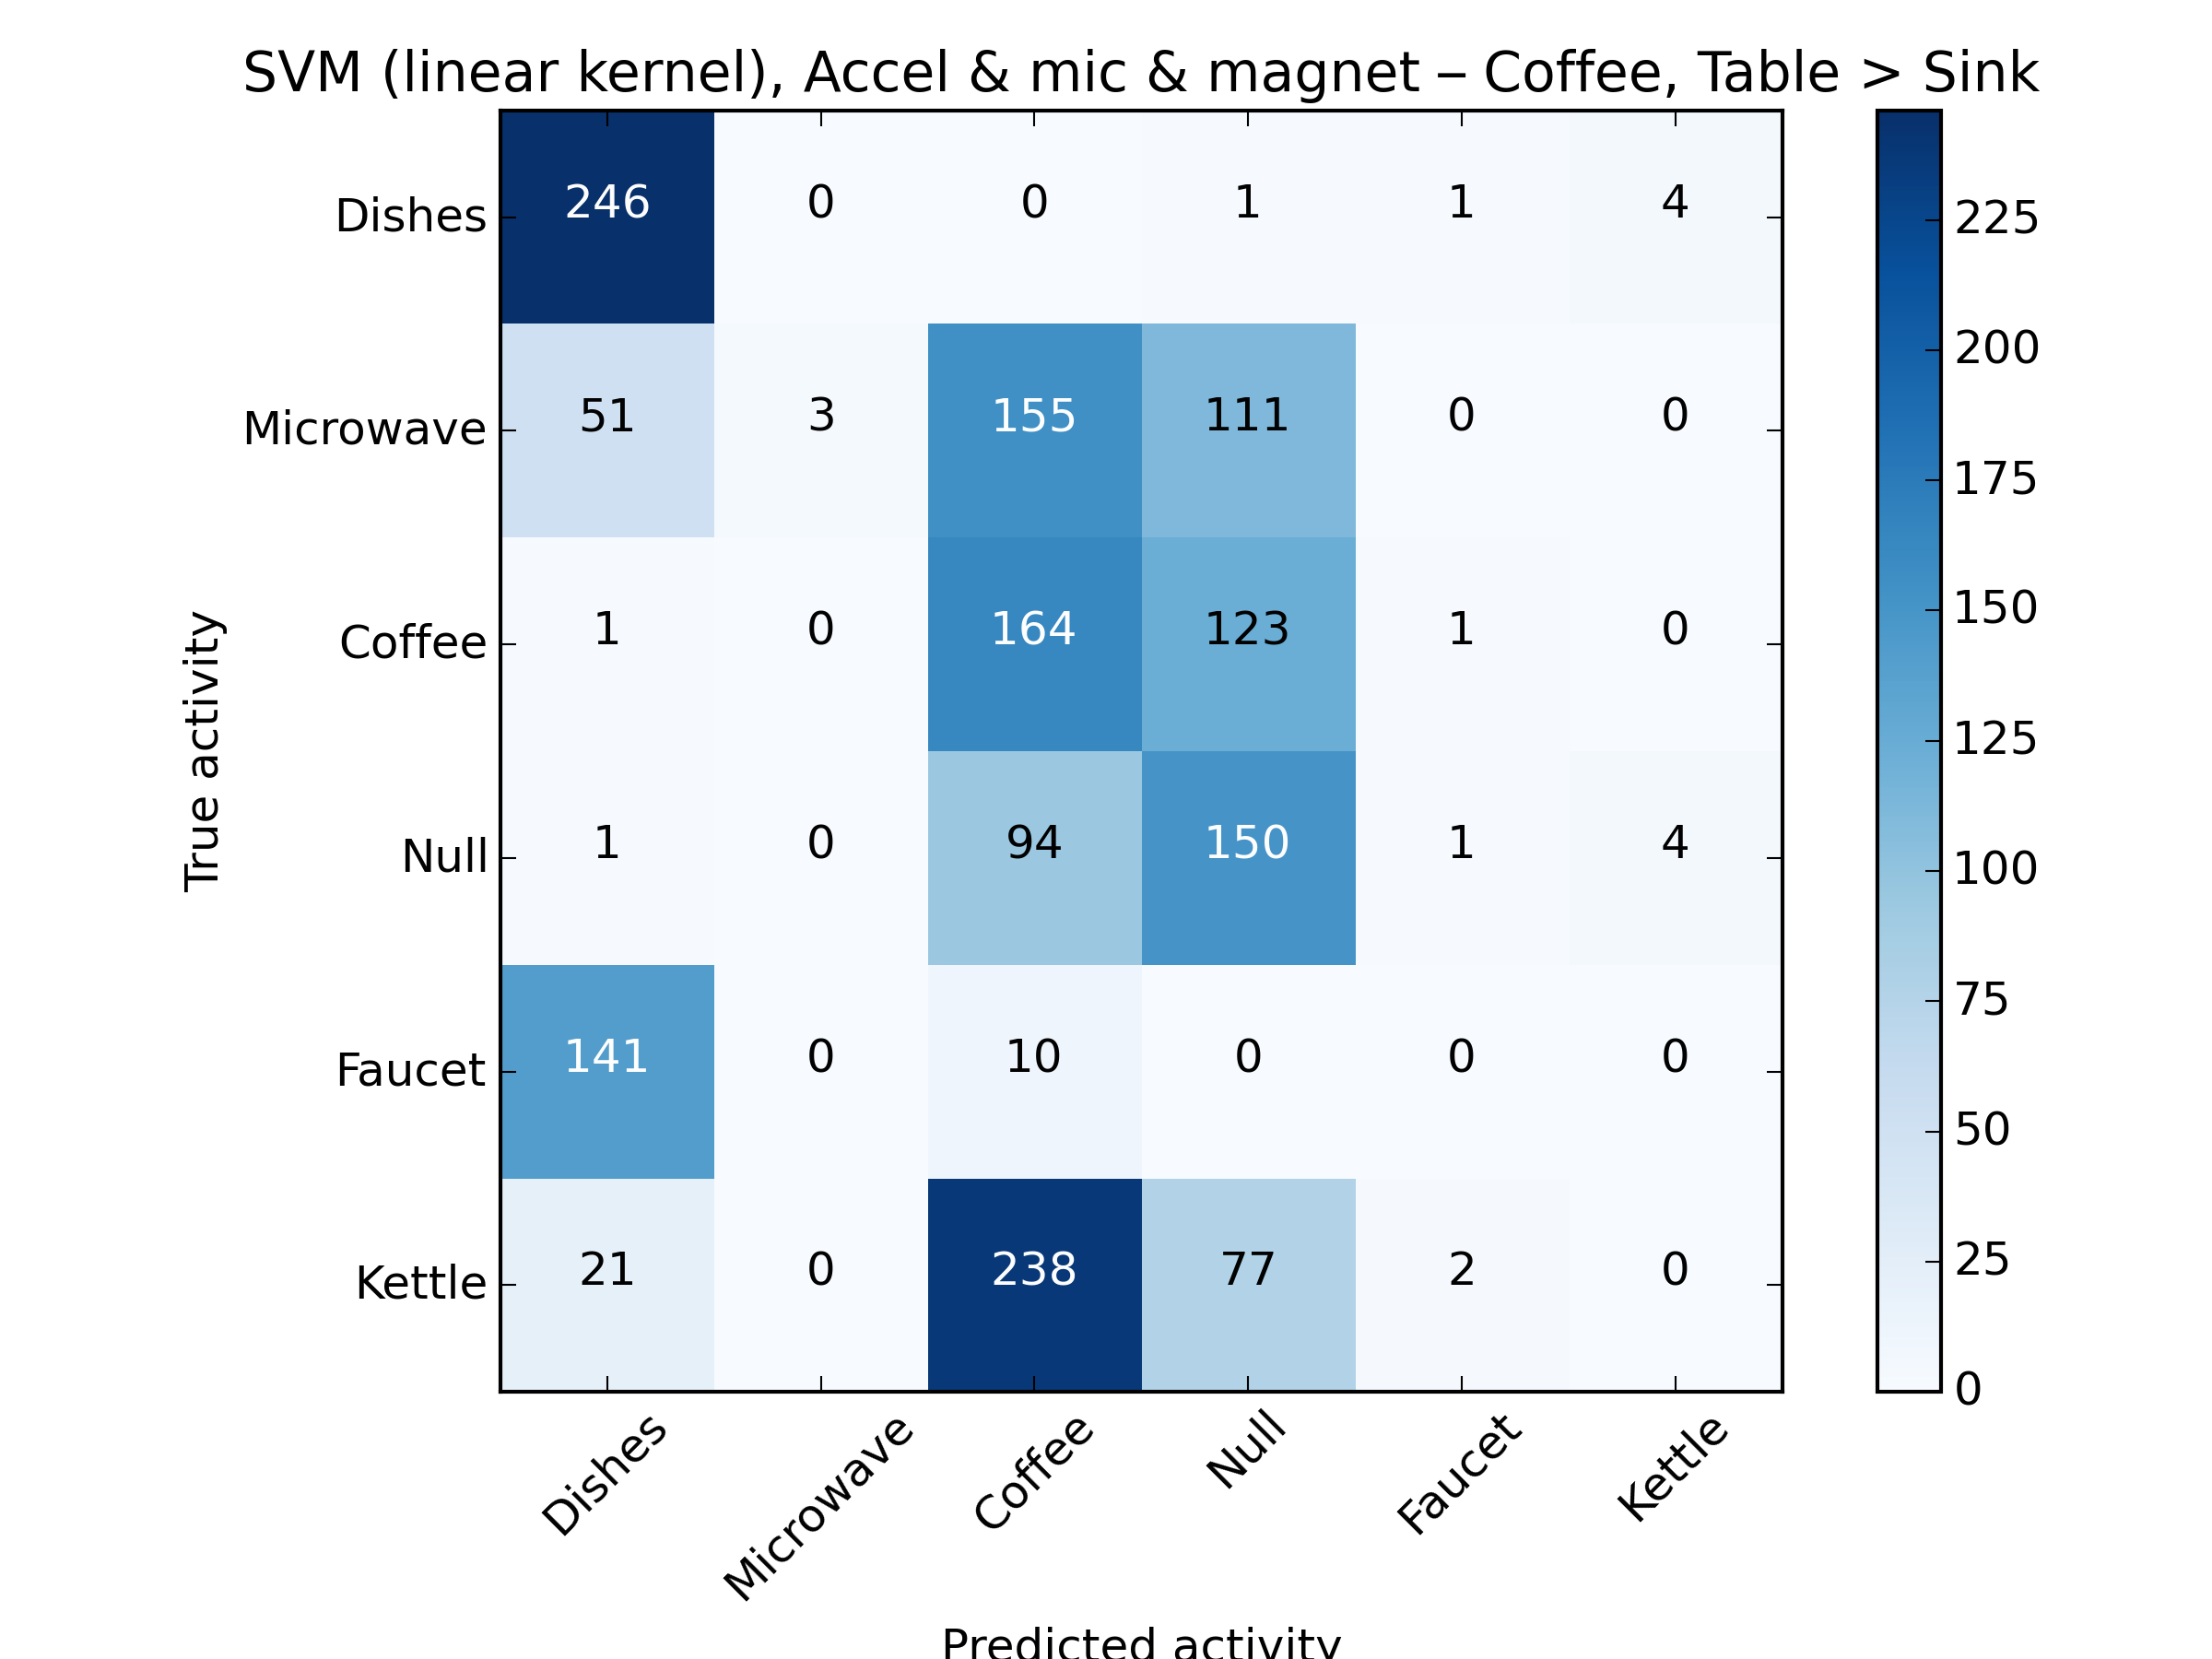 SVM (linear kernel), Accel & mic & magnet – Coffee, Table > Sink
Dishes 246 0 0 1 1 4
Microwave 51 3 155 111 0 0
Coffee 1 0 164 123 1 0
Null 1 0 94 150 1 4
Faucet 141 0 10 0 0 0
Kettle 21 0 238 77 2 0
True activity
Dishes Microwave Coffee Null Faucet Kettle
Predicted activity
225
200
175
150
125
100
75
50
25
0